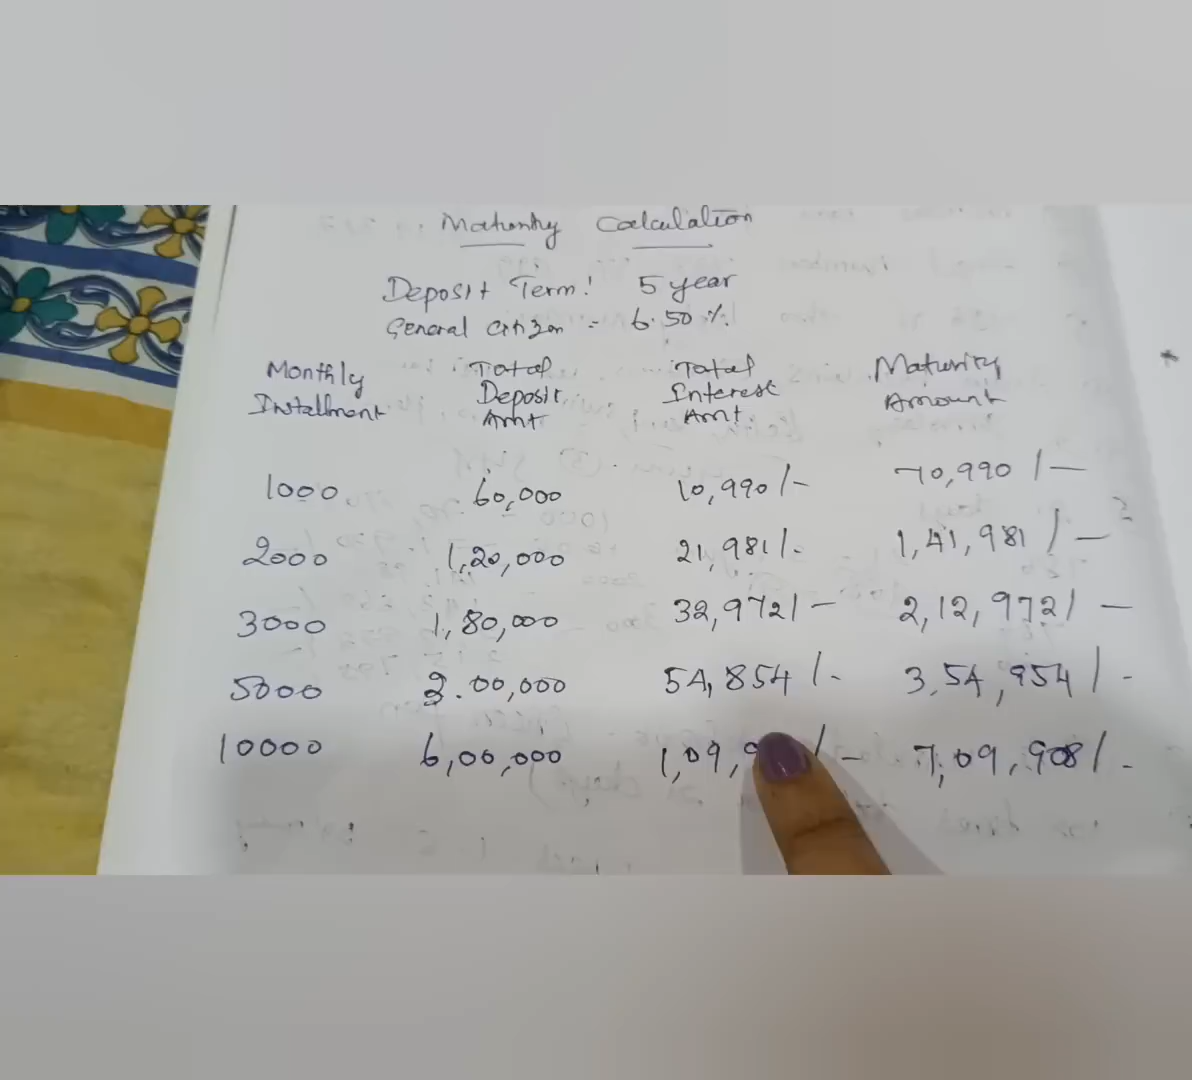 Maturity Calculation
Deposit Term: 5 year
General Citizen - 6.50 %.
Monthly Installment Total Deposit Amt Total Interest Amt Maturity Amount
1000 60,000 10,990/- 70,990/-
2000 1,20,000 21,981/- 1,41,981/-
3000 1,80,000 32,972/- 2,12,972/-
5000 3.00,000 54,854/- 3,54,954/-
10000 6,00,000 7,09,908/-